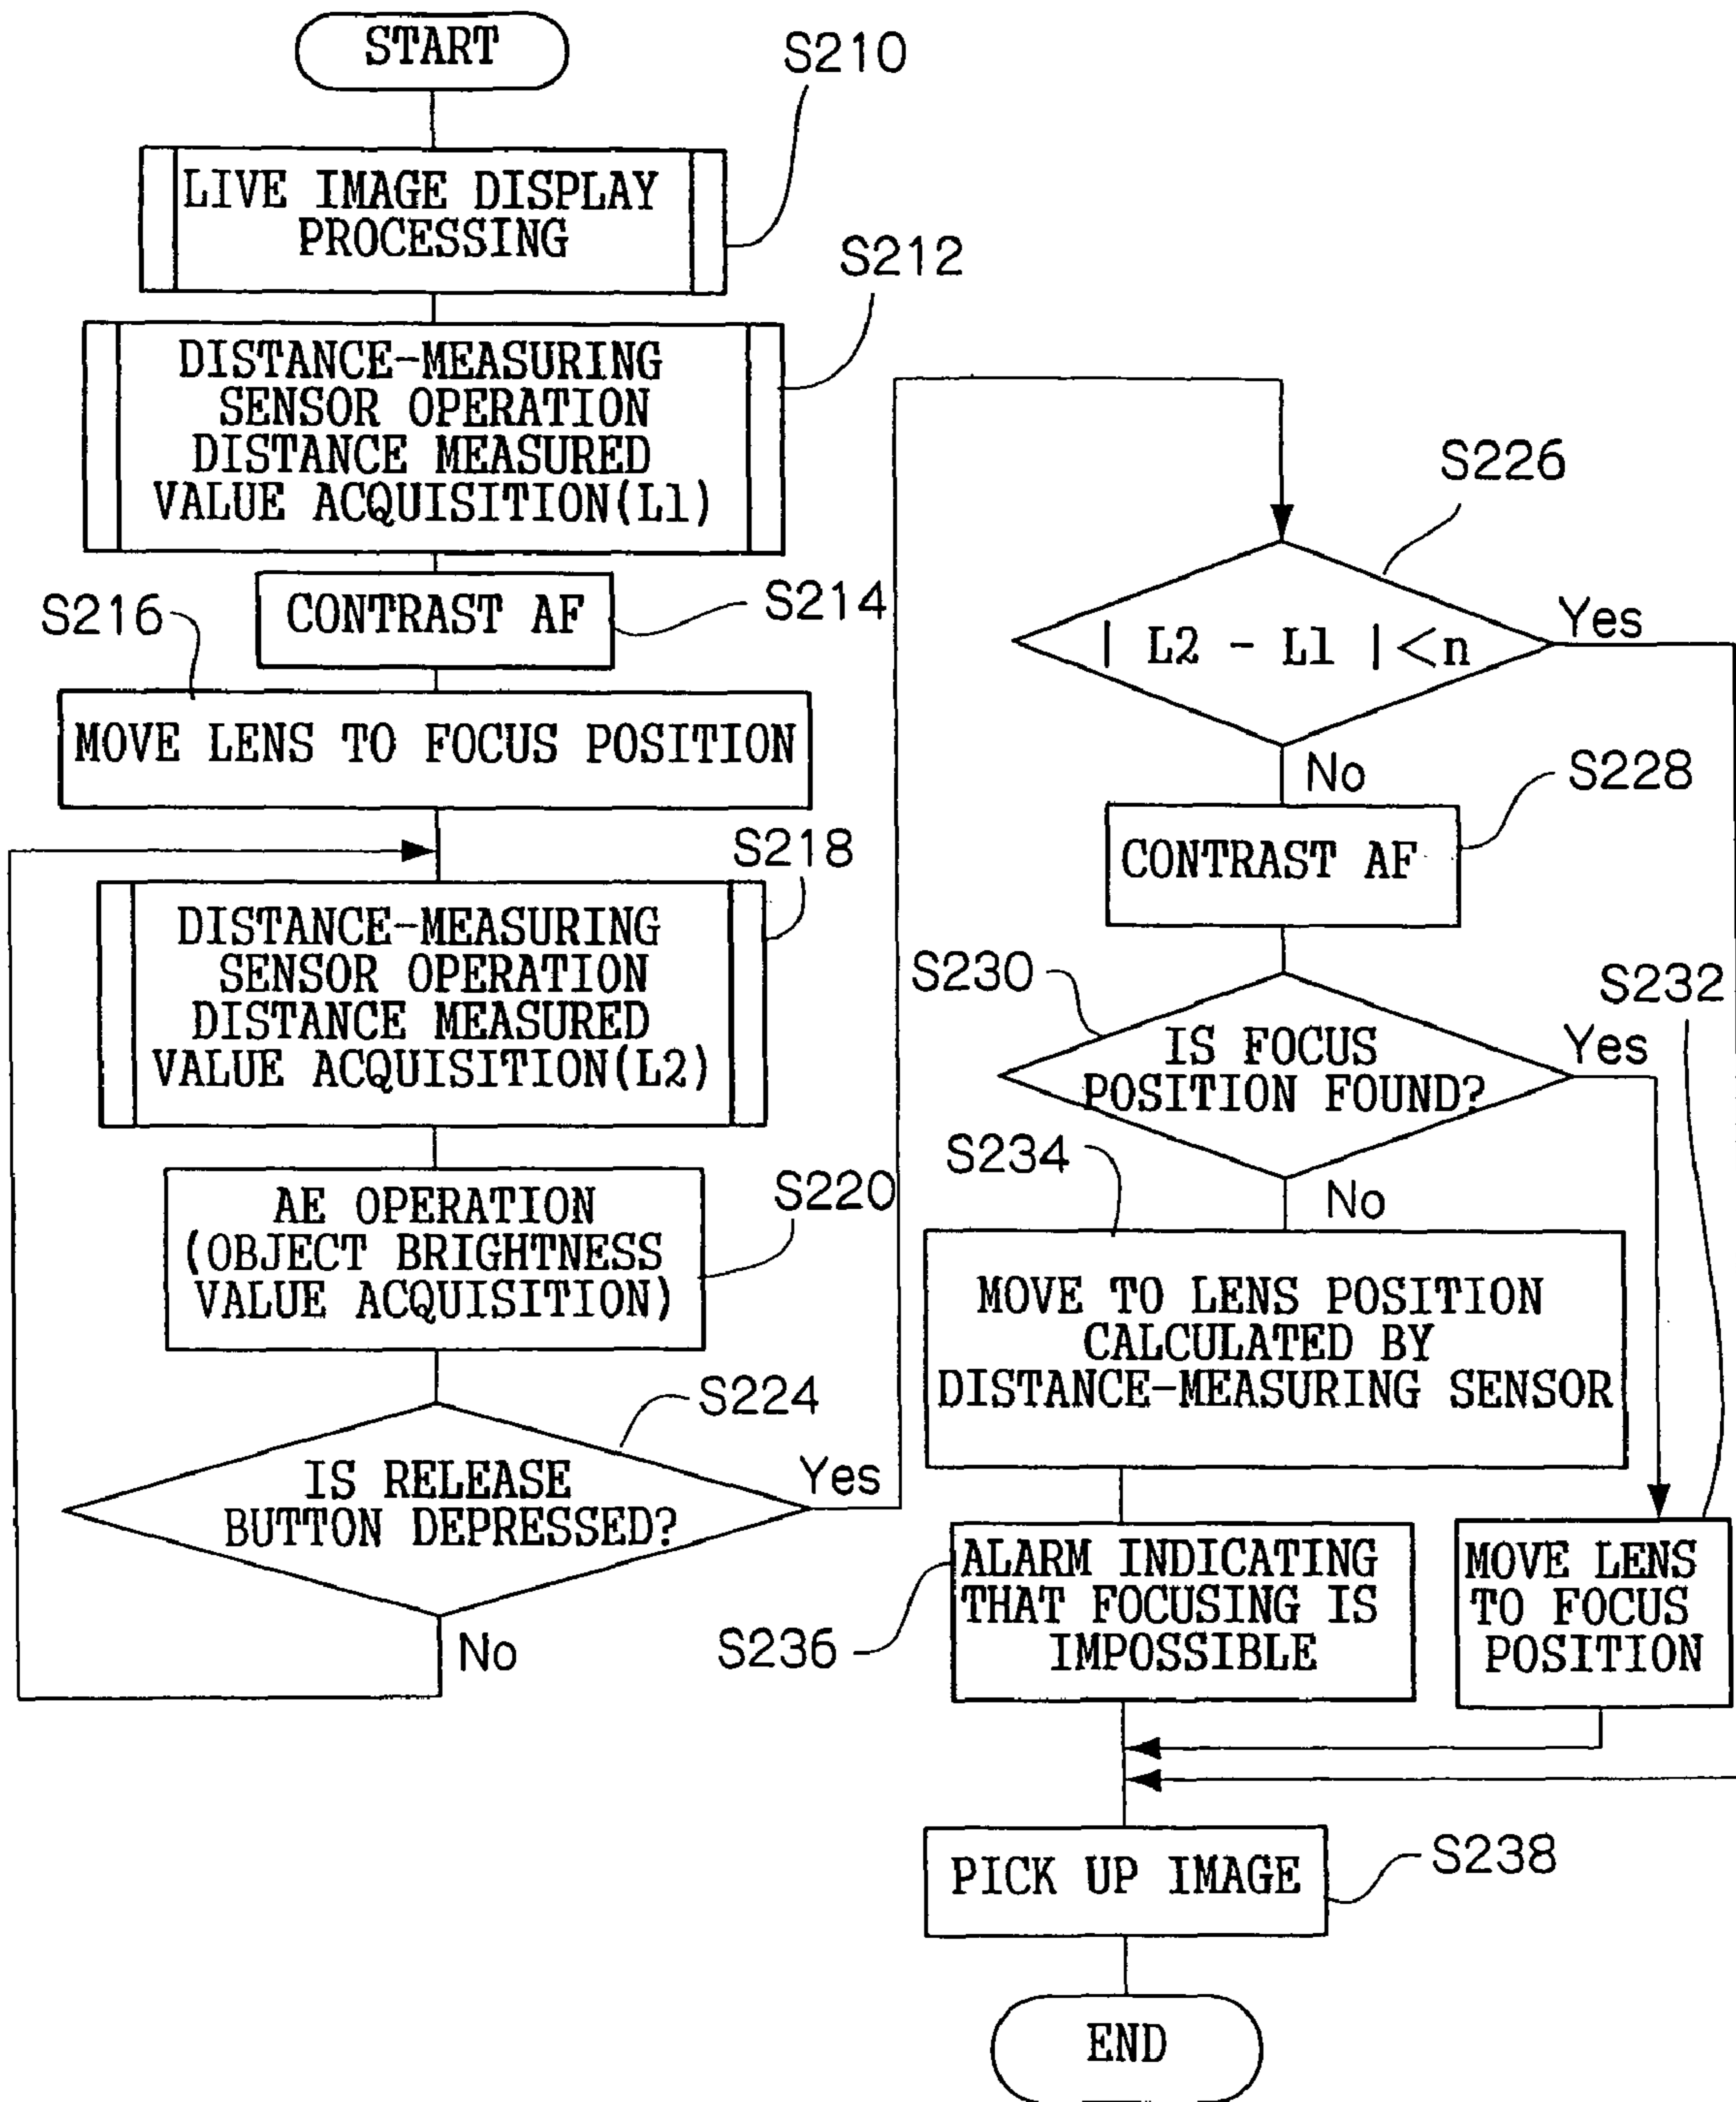 START
S210
LIVE IMAGE DISPLAY
PROCESSING
S212
DISTANCE-MEASURING
SENSOR OPERATION
DISTANCE MEASURED
VALUE ACQUISITION(L1)
S214
CONTRAST AF
S216
MOVE LENS TO FOCUS POSITION
S218
DISTANCE-MEASURING
SENSOR OPERATION
DISTANCE MEASURED
VALUE ACQUISITION(L2)
S220
AE OPERATION
(OBJECT BRIGHTNESS
VALUE ACQUISITION)
S224
IS RELEASE
BUTTON DEPRESSED?
Yes
No
S226
| L2 - L1 | <n
Yes
No
S228
CONTRAST AF
S230
IS FOCUS
POSITION FOUND?
Yes
No
S232
MOVE LENS
TO FOCUS
POSITION
S234
MOVE TO LENS POSITION
CALCULATED BY
DISTANCE-MEASURING SENSOR
S236
ALARM INDICATING
THAT FOCUSING IS
IMPOSSIBLE
S238
PICK UP IMAGE
END